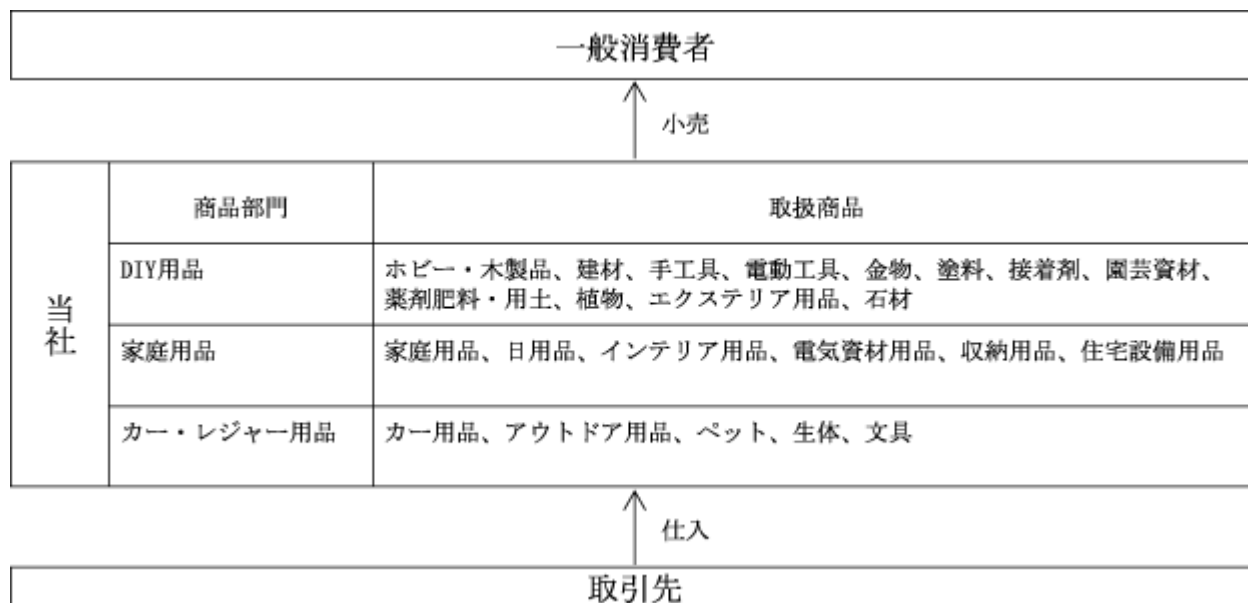 一般消費者
小売
当社
商品部門
取扱商品
DIY用品
ホビー・木製品、建材、手工具、電動工具、金物、塗料、接着剤、園芸資材、
薬剤肥料・用土、植物、エクステリア用品、石材
家庭用品
家庭用品、日用品、インテリア用品、電気資材用品、収納用品、住宅設備用品
カー・レジャー用品
カー用品、アウトドア用品、ペット、生体、文具
仕入
取引先